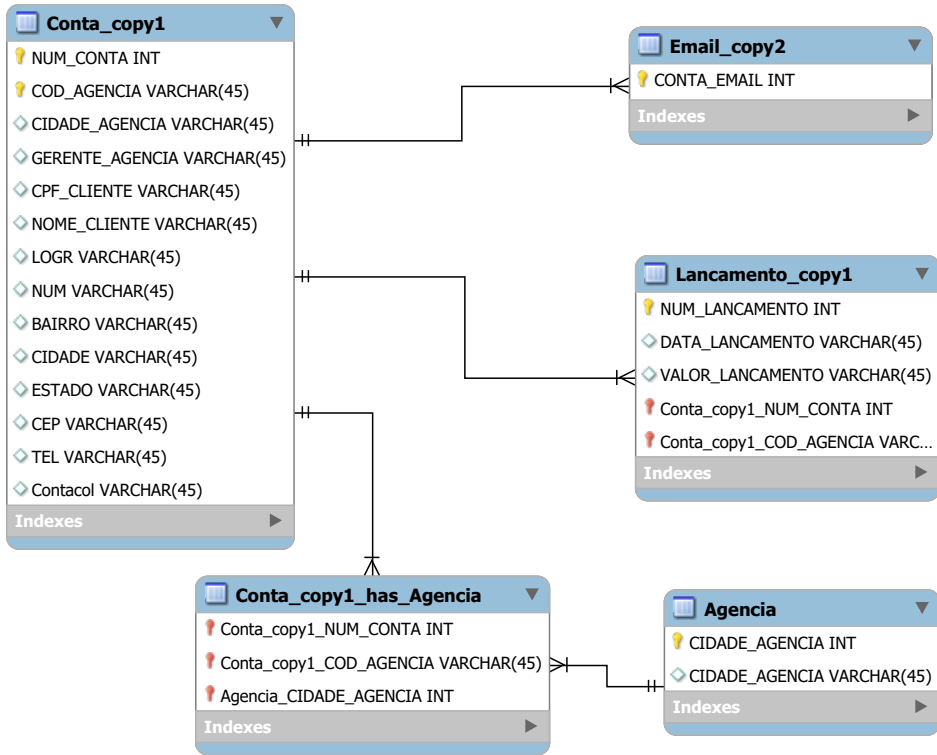 Conta_copy1
NUM_CONTA INT
COD_AGENCIA VARCHAR(45)
CIDADE_AGENCIA VARCHAR(45)
GERENTE_AGENCIA VARCHAR(45)
CPF_CLIENTE VARCHAR(45)
NOME_CLIENTE VARCHAR(45)
LOGR VARCHAR(45)
NUM VARCHAR(45)
BAIRRO VARCHAR(45)
CIDADE VARCHAR(45)
ESTADO VARCHAR(45)
CEP VARCHAR(45)
TEL VARCHAR(45)
Contacol VARCHAR(45)
Indexes
Email_copy2
CONTA_EMAIL INT
Indexes
Lancamento_copy1
NUM_LANCAMENTO INT
DATA_LANCAMENTO VARCHAR(45)
VALOR_LANCAMENTO VARCHAR(45)
Conta_copy1_NUM_CONTA INT
Conta_copy1_COD_AGENCIA VARC...
Indexes
Conta_copy1_has_Agencia
Conta_copy1_NUM_CONTA INT
Conta_copy1_COD_AGENCIA VARCHAR(45)
Agencia_CIDADE_AGENCIA INT
Indexes
Agencia
CIDADE_AGENCIA INT
CIDADE_AGENCIA VARCHAR(45)
Indexes